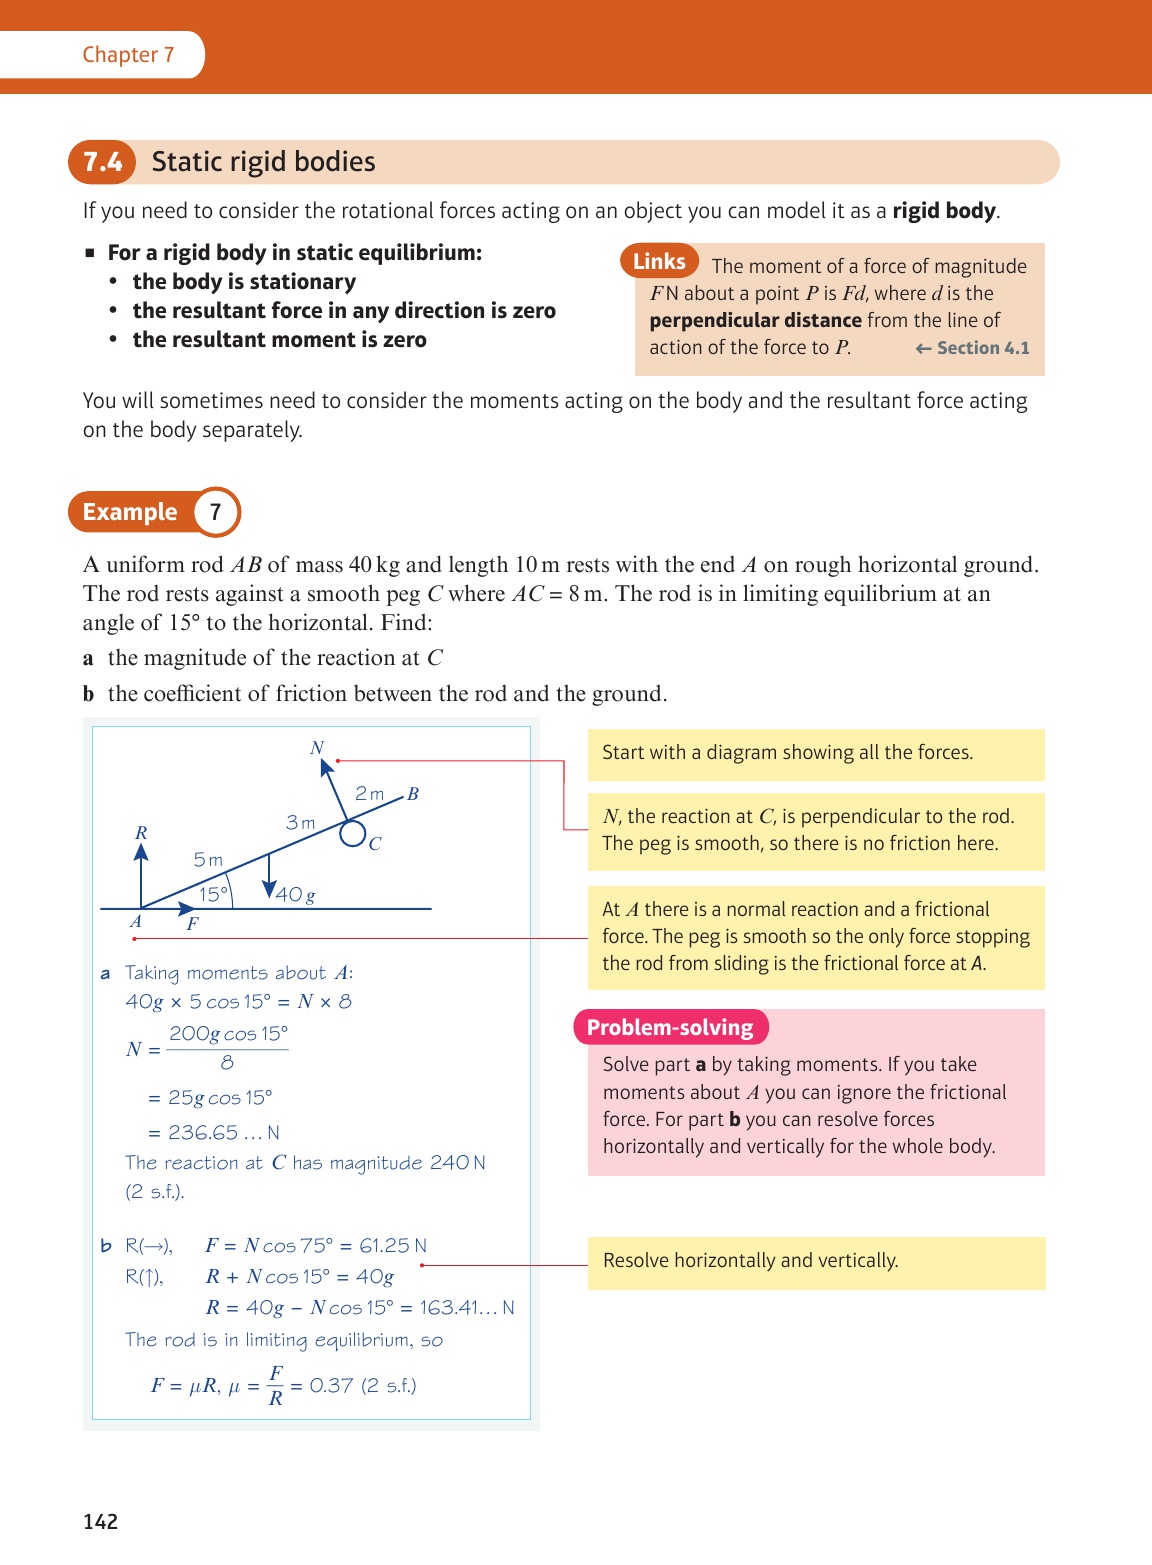 Chapter 7
7.4 Static rigid bodies
If you need to consider the rotational forces acting on an object you can model it as a rigid body.
▪ For a rigid body in static equilibrium:
• the body is stationary
• the resultant force in any direction is zero
• the resultant moment is zero
Links The moment of a force of magnitude
F N about a point P is Fd, where d is the
perpendicular distance from the line of
action of the force to P. ← Section 4.1
You will sometimes need to consider the moments acting on the body and the resultant force acting
on the body separately.
Example 7
A uniform rod AB of mass 40 kg and length 10 m rests with the end A on rough horizontal ground.
The rod rests against a smooth peg C where AC = 8 m. The rod is in limiting equilibrium at an
angle of 15° to the horizontal. Find:
a the magnitude of the reaction at C
b the coefficient of friction between the rod and the ground.
N
2 m B
3 m
R
C
5 m
15° 40g
A F
Start with a diagram showing all the forces.
N, the reaction at C, is perpendicular to the rod.
The peg is smooth, so there is no friction here.
At A there is a normal reaction and a frictional
force. The peg is smooth so the only force stopping
the rod from sliding is the frictional force at A.
a Taking moments about A:
40g × 5 cos 15° = N × 8
N = 200g cos 15° / 8
= 25g cos 15°
= 236.65 … N
The reaction at C has magnitude 240 N
(2 s.f.).
Problem-solving
Solve part a by taking moments. If you take
moments about A you can ignore the frictional
force. For part b you can resolve forces
horizontally and vertically for the whole body.
b R(→), F = N cos 75° = 61.25 N
R(↑), R + N cos 15° = 40g
R = 40g − N cos 15° = 163.41… N
The rod is in limiting equilibrium, so
F = μR, μ = F / R = 0.37 (2 s.f.)
Resolve horizontally and vertically.
142